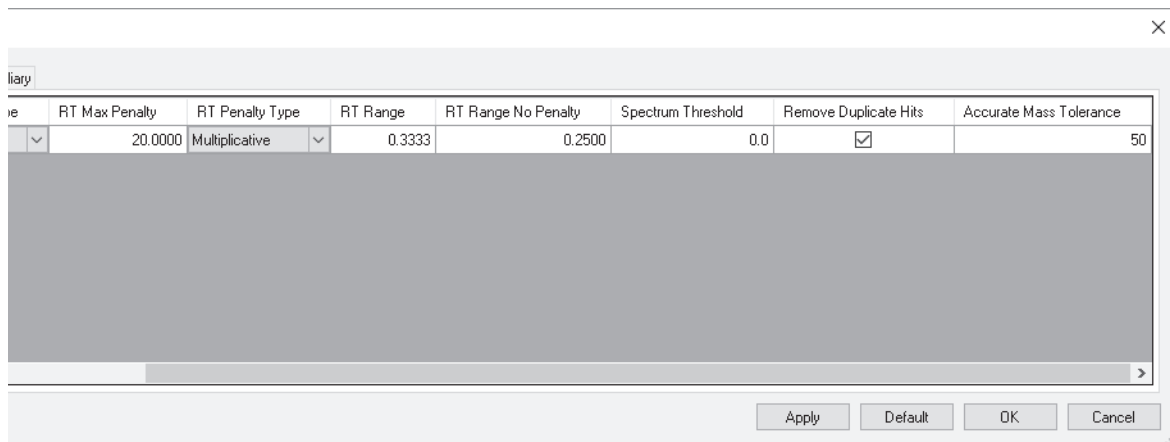 liary
pe RT Max Penalty RT Penalty Type RT Range RT Range No Penalty Spectrum Threshold Remove Duplicate Hits Accurate Mass Tolerance
20.0000 Multiplicative 0.3333 0.2500 0.0 50
Apply Default OK Cancel